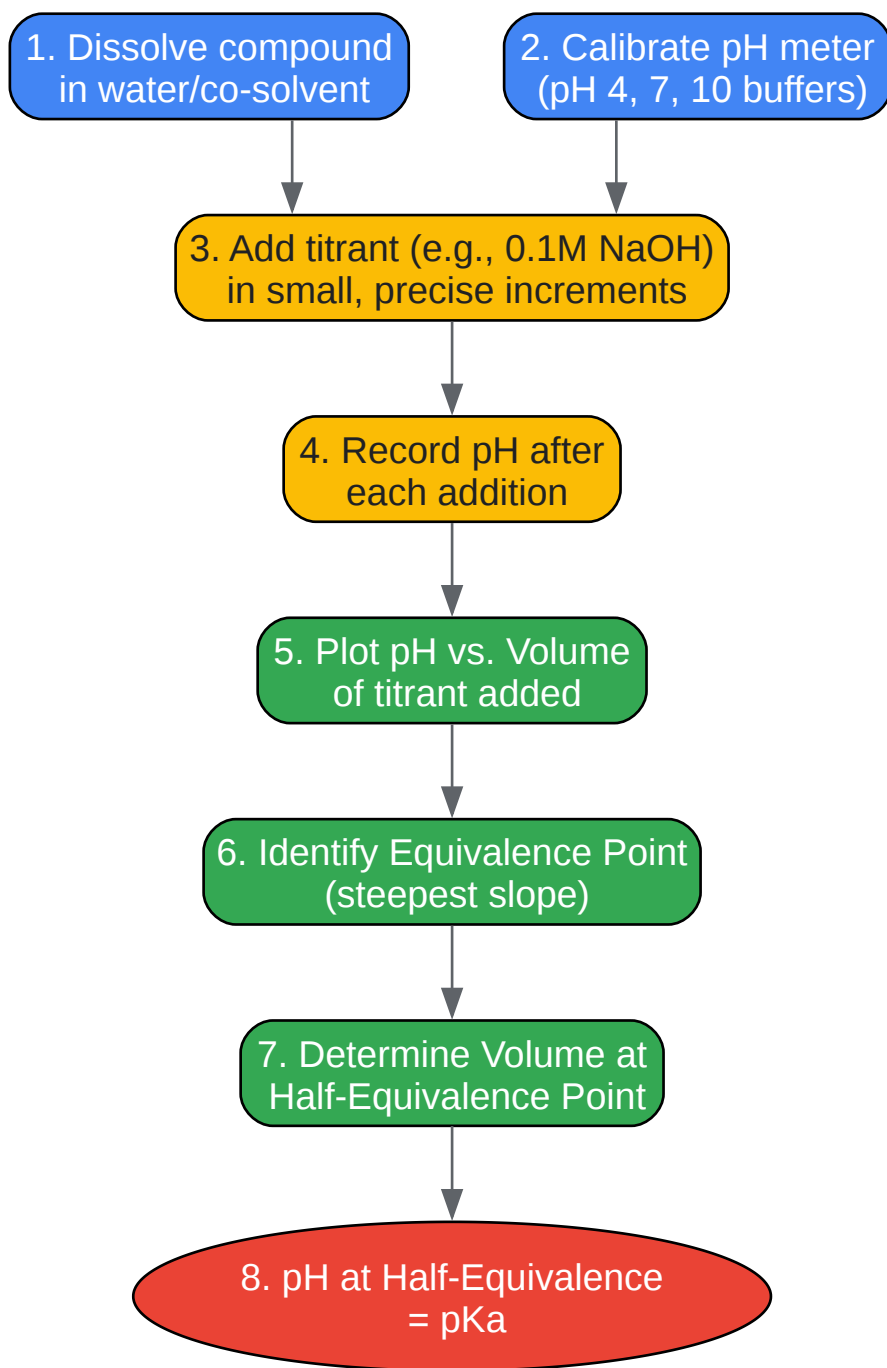 1. Dissolve compound
in water/co-solvent
2. Calibrate pH meter
(pH 4, 7, 10 buffers)
3. Add titrant (e.g., 0.1M NaOH)
in small, precise increments
4. Record pH after
each addition
5. Plot pH vs. Volume
of titrant added
6. Identify Equivalence Point
(steepest slope)
7. Determine Volume at
Half-Equivalence Point
8. pH at Half-Equivalence
= pKa